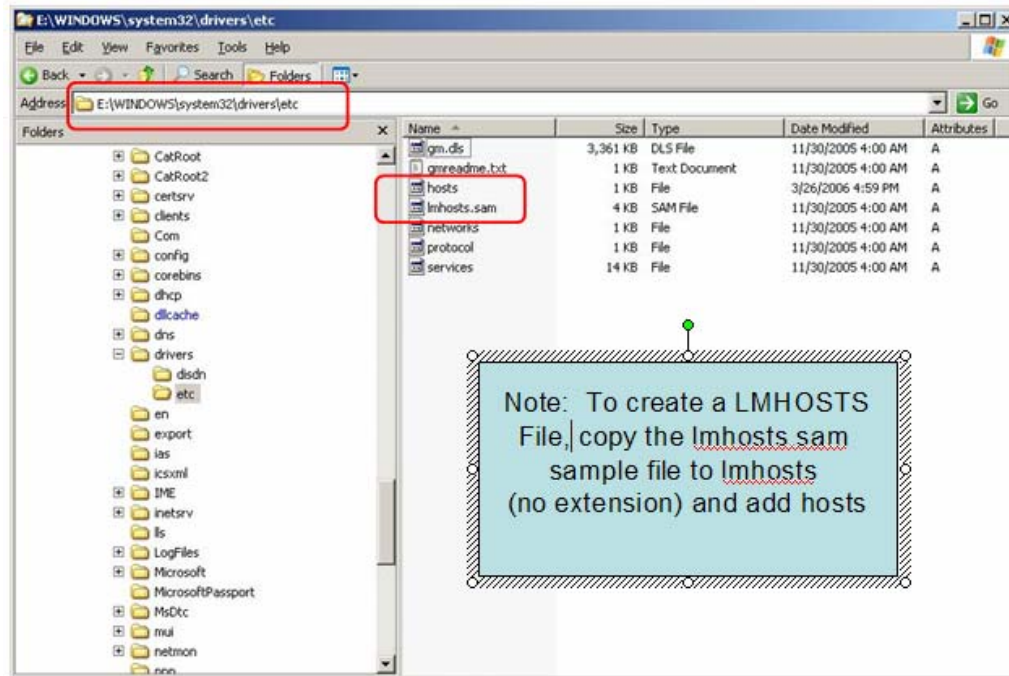 E:\WINDOWS\system32\drivers\etc
File Edit View Favorites Tools Help
Back Search Folders
Address E:\WINDOWS\system32\drivers\etc Go
Folders
CatRoot
CatRoot2
certsrv
clients
Com
config
corebins
dhcp
dllcache
dns
drivers
disdn
etc
en
export
ias
icsxml
IME
inetsrv
lls
LogFiles
Microsoft
MicrosoftPassport
MsDtc
mui
netmon
npp
Name Size Type Date Modified Attributes
gm.dls 3,361 KB DLS File 11/30/2005 4:00 AM A
gmreadme.txt 1 KB Text Document 11/30/2005 4:00 AM A
hosts 1 KB File 3/26/2006 4:59 PM A
lmhosts.sam 4 KB SAM File 11/30/2005 4:00 AM A
networks 1 KB File 11/30/2005 4:00 AM A
protocol 1 KB File 11/30/2005 4:00 AM A
services 14 KB File 11/30/2005 4:00 AM A
Note: To create a LMHOSTS
File, copy the lmhosts sam
sample file to lmhosts
(no extension) and add hosts